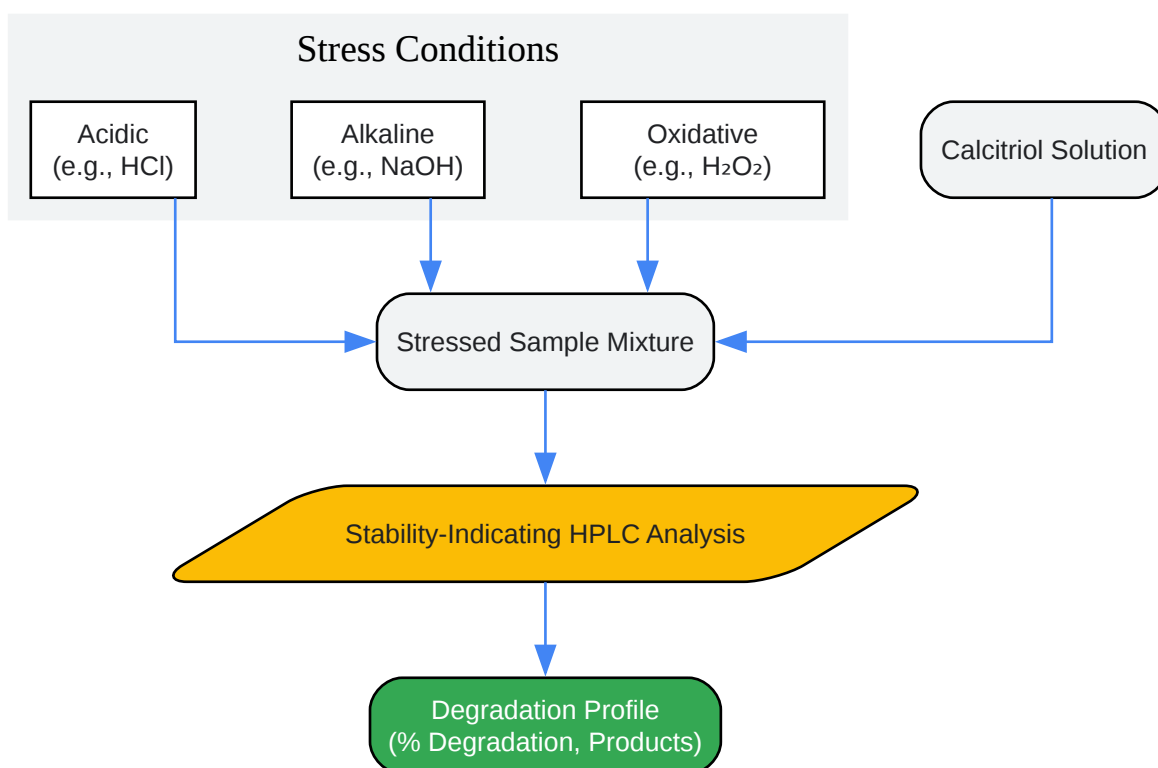 Stress Conditions
Acidic
(e.g., HCl)
Alkaline
(e.g., NaOH)
Oxidative
(e.g., H₂O₂)
Calcitriol Solution
Stressed Sample Mixture
Stability-Indicating HPLC Analysis
Degradation Profile
(% Degradation, Products)